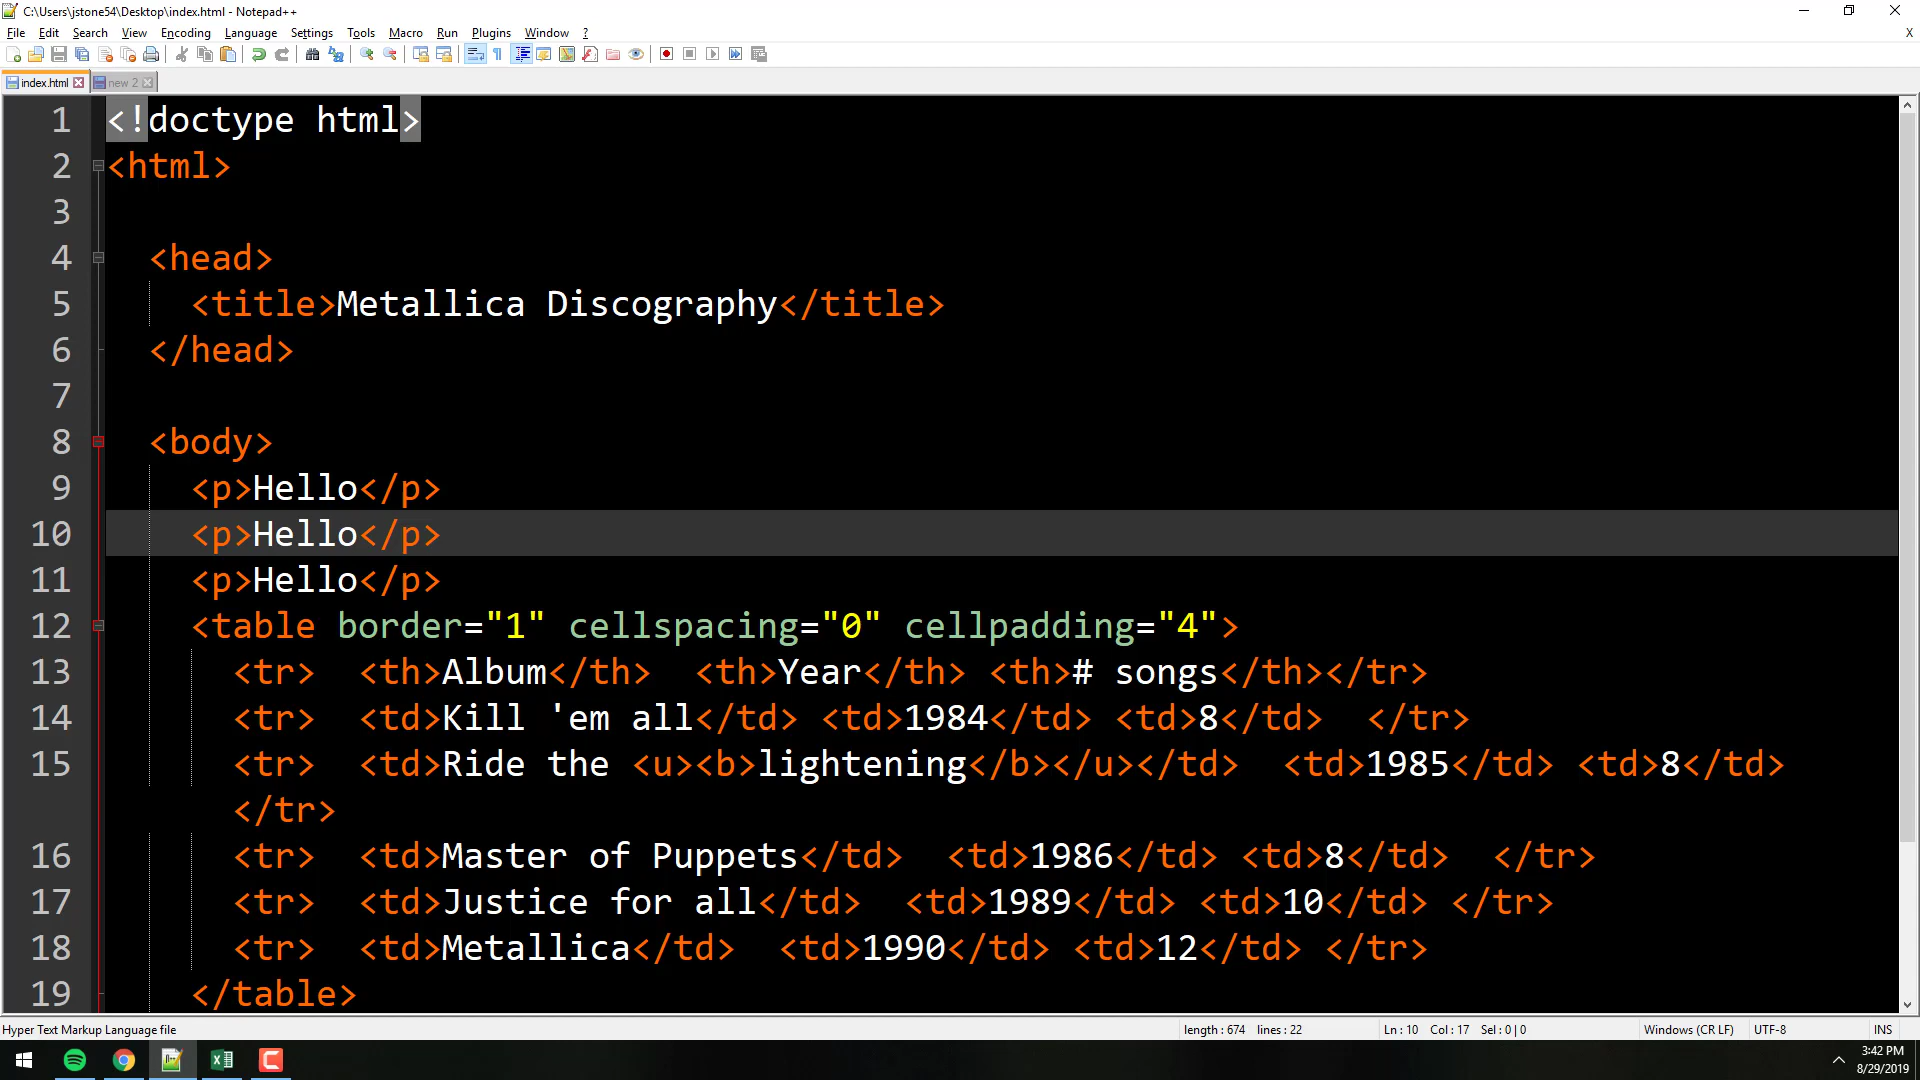 C:\Users\jstone54\Desktop\index.html - Notepad++
File Edit Search View Encoding Language Settings Tools Macro Run Plugins Window ? X
index.html new 2
1 <!doctype html>
2 <html>
3
4 <head>
5 <title>Metallica Discography</title>
6 </head>
7
8 <body>
9 <p>Hello</p>
10 <p>Hello</p>
11 <p>Hello</p>
12 <table border="1" cellspacing="0" cellpadding="4">
13 <tr> <th>Album</th> <th>Year</th> <th># songs</th></tr>
14 <tr> <td>Kill 'em all</td> <td>1984</td> <td>8</td> </tr>
15 <tr> <td>Ride the <u><b>lightening</b></u></td> <td>1985</td> <td>8</td>
</tr>
16 <tr> <td>Master of Puppets</td> <td>1986</td> <td>8</td> </tr>
17 <tr> <td>Justice for all</td> <td>1989</td> <td>10</td> </tr>
18 <tr> <td>Metallica</td> <td>1990</td> <td>12</td> </tr>
19 </table>
Hyper Text Markup Language file length : 674 lines : 22 Ln : 10 Col : 17 Sel : 0 | 0 Windows (CR LF) UTF-8 INS
3:42 PM
8/29/2019